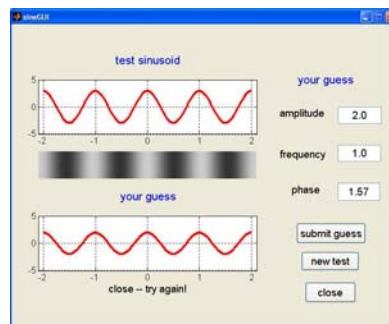 sineGUI
test sinusoid
5
0
-5
-2 -1 0 1 2
your guess
5
0
-5
-2 -1 0 1 2
close -- try again!
your guess
amplitude 2.0
frequency 1.0
phase 1.57
submit guess
new test
close